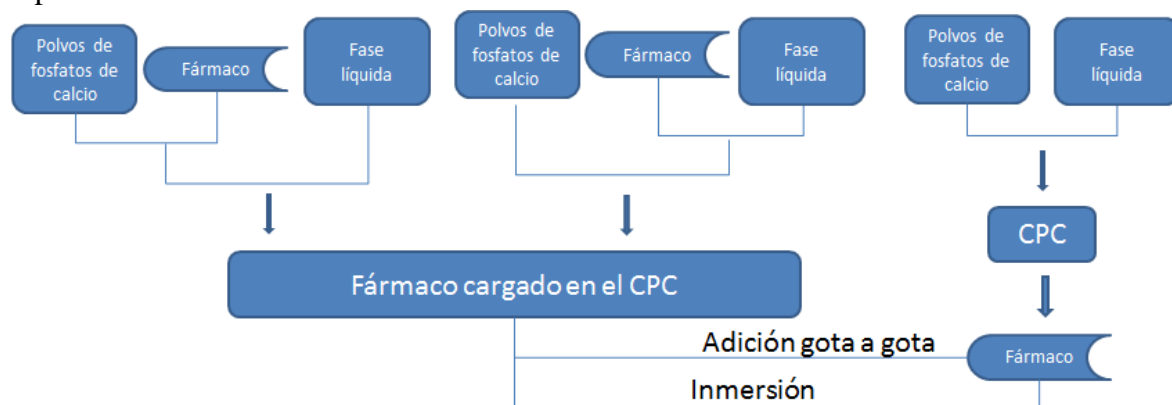 Polvos de
fosfatos de
calcio
Fármaco
Fase
líquida
Polvos de
fosfatos de
calcio
Fármaco
Fase
líquida
Polvos de
fosfatos de
calcio
Fase
líquida
CPC
Fármaco cargado en el CPC
Adición gota a gota
Fármaco
Inmersión